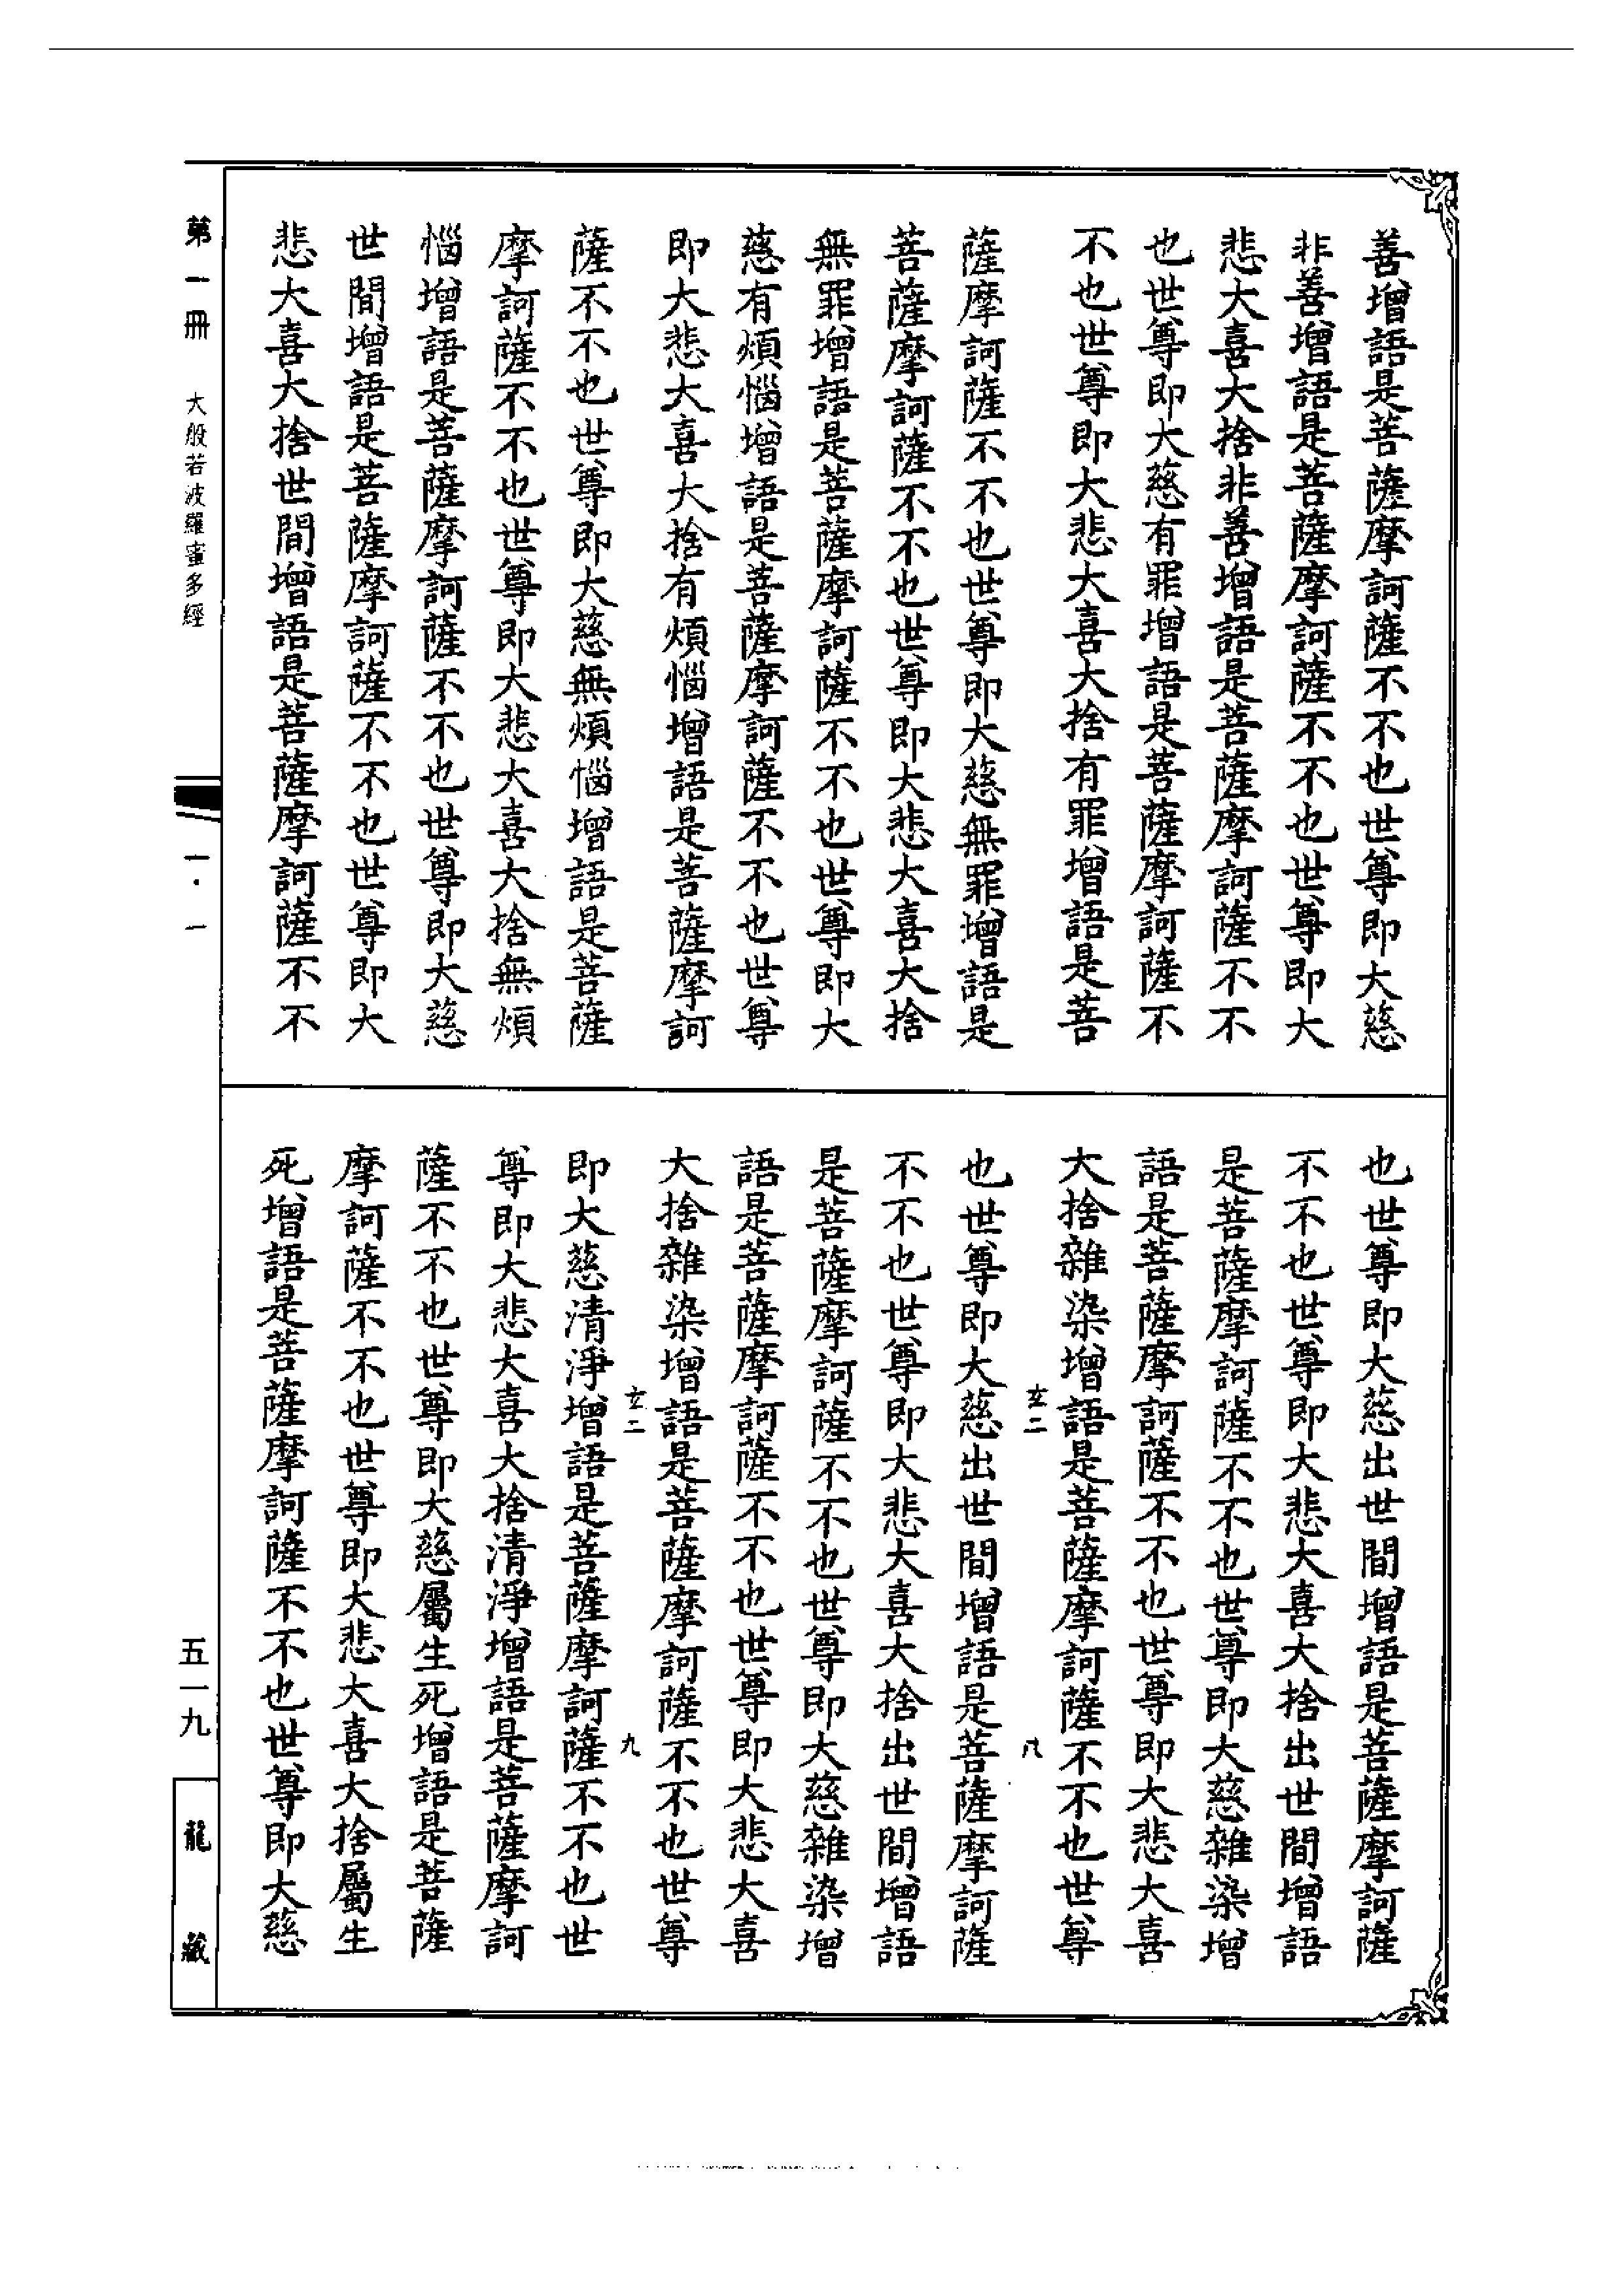 善增語是菩薩摩訶薩不不也世尊即大慈
非善增語是菩薩摩訶薩不不也世尊即大
悲大喜大捨非善增語是菩薩摩訶薩不不
也世尊即大慈有罪增語是菩薩摩訶薩不
不也世尊即大悲大喜大捨有罪增語是菩
薩摩訶薩不不也世尊即大慈無罪增語是
菩薩摩訶薩不不也世尊即大悲大喜大捨
無罪增語是菩薩摩訶薩不不也世尊即大
慈有煩惱增語是菩薩摩訶薩不不也世尊
即大悲大喜大捨有煩惱增語是菩薩摩訶
薩不不也世尊即大慈無煩惱增語是菩薩
摩訶薩不不也世尊即大悲大喜大捨無煩
惱增語是菩薩摩訶薩不不也世尊即大慈
世間增語是菩薩摩訶薩不不也世尊即大
悲大喜大捨世間增語是菩薩摩訶薩不不
也世尊即大慈出世間增語是菩薩摩訶薩
不不也世尊即大悲大喜大捨出世間增語
是菩薩摩訶薩不不也世尊即大慈雜染增
語是菩薩摩訶薩不不也世尊即大悲大喜
大捨雜染增語是菩薩摩訶薩不不也世尊
玄二 八
也世尊即大慈出世間增語是菩薩摩訶薩
不不也世尊即大悲大喜大捨出世間增語
是菩薩摩訶薩不不也世尊即大慈雜染增
語是菩薩摩訶薩不不也世尊即大悲大喜
大捨雜染增語是菩薩摩訶薩不不也世尊
玄二 九
即大慈清淨增語是菩薩摩訶薩不不也世
尊即大悲大喜大捨清淨增語是菩薩摩訶
薩不不也世尊即大慈屬生死增語是菩薩
摩訶薩不不也世尊即大悲大喜大捨屬生
死增語是菩薩摩訶薩不不也世尊即大慈
第一冊 大般若波羅蜜多經 一·一 五一九 龍藏